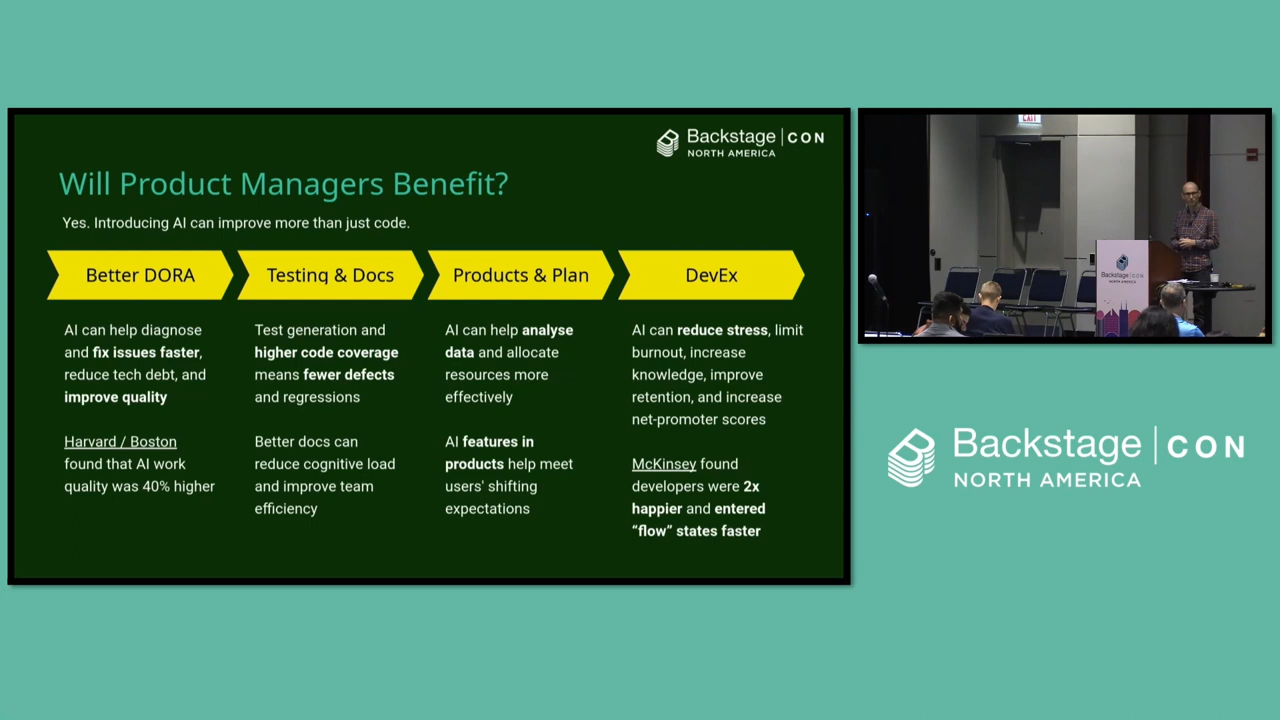 Backstage | CON
NORTH AMERICA
Will Product Managers Benefit?
Yes. Introducing AI can improve more than just code.
Better DORA
AI can help diagnose
and fix issues faster,
reduce tech debt, and
improve quality
Harvard / Boston
found that AI work
quality was 40% higher
Testing & Docs
Test generation and
higher code coverage
means fewer defects
and regressions
Better docs can
reduce cognitive load
and improve team
efficiency
Products & Plan
AI can help analyse
data and allocate
resources more
effectively
AI features in
products help meet
users' shifting
expectations
DevEx
AI can reduce stress, limit
burnout, increase
knowledge, improve
retention, and increase
net-promoter scores
McKinsey found
developers were 2x
happier and entered
“flow” states faster
EXIT
Backstage | CON
NORTH AMERICA
Backstage | CON
NORTH AMERICA